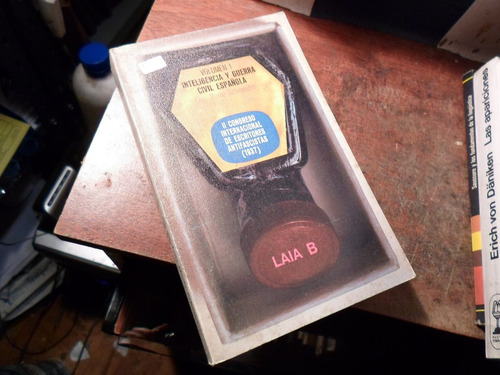 VOLUMEN I
INTELIGENCIA Y GUERRA
CIVIL ESPAÑOLA
II CONGRESO
INTERNACIONAL
DE ESCRITORES
ANTIFASCISTAS
(1937)
LAIA B
Erich von Däniken Las apariciones